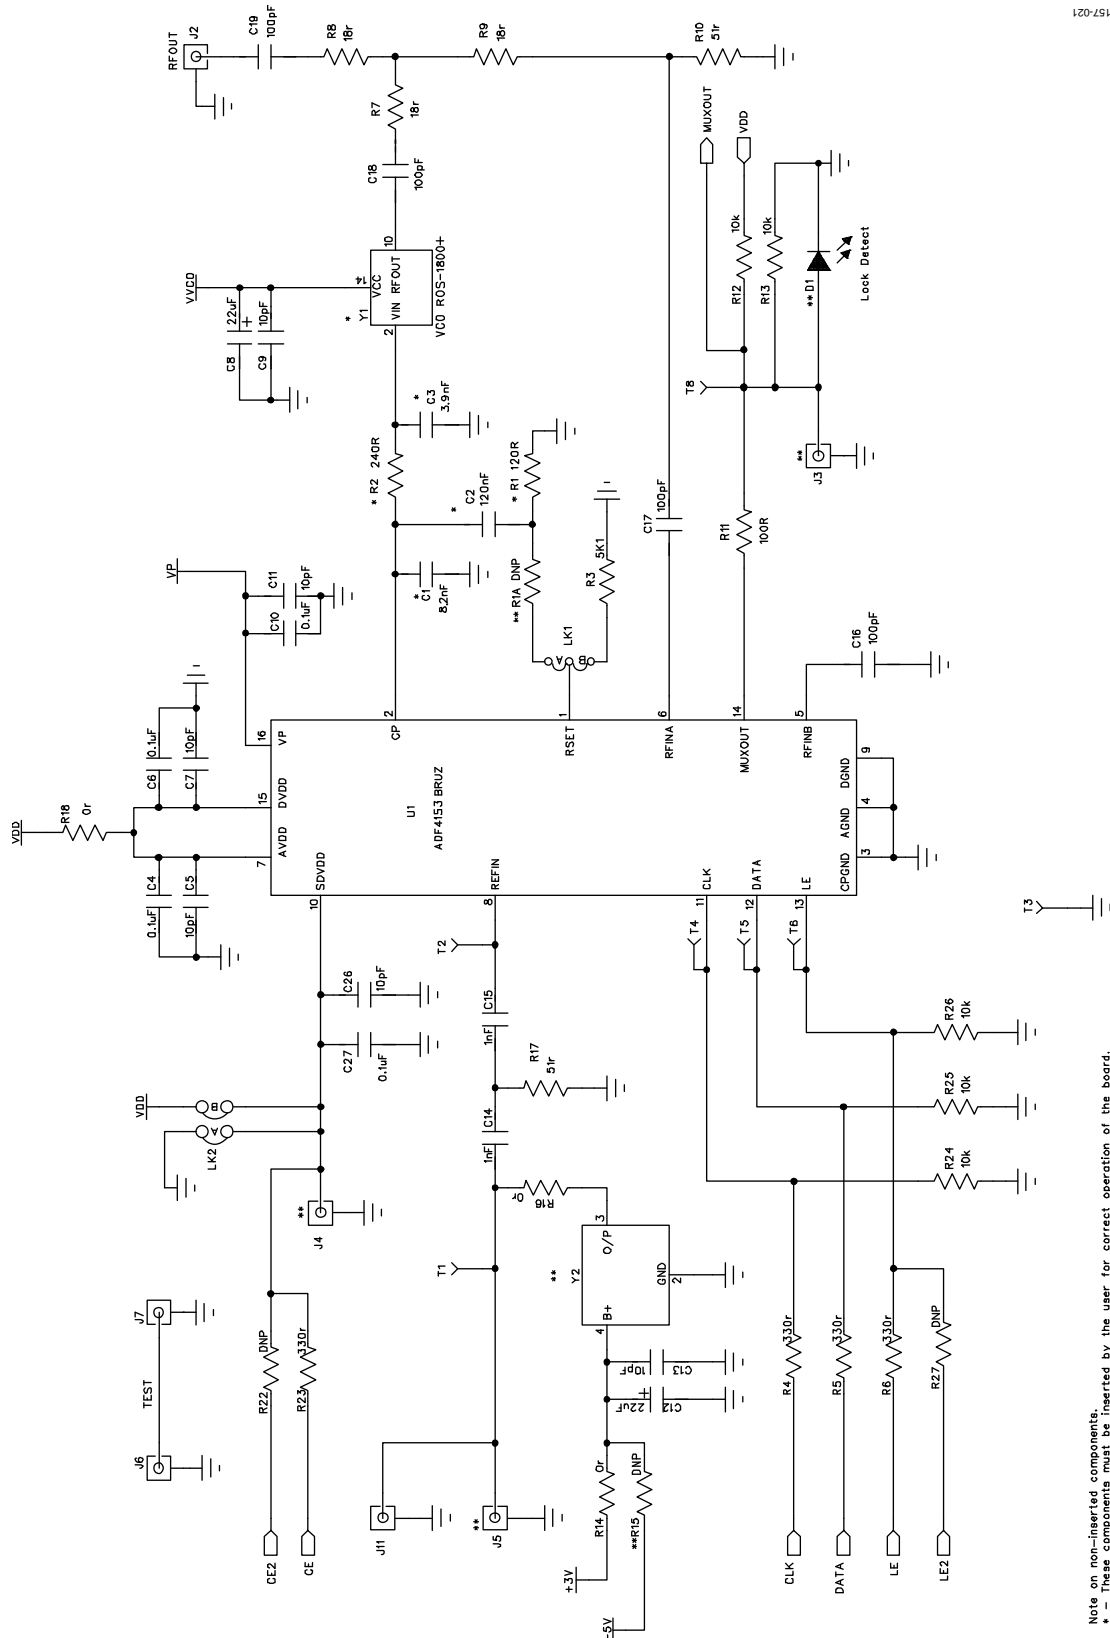 157-021
RFOUT
J2
C19
100pF
R8
18r
R9
18r
R10
51r
R7
18r
C18
100pF
VVCO
C8
22uF
+
C9
10pF
*
Y1
14
VCC
VIN RFOUT
2
10
VCO ROS-1800+
MUXOUT
VDD
R12
10k
R13
10k
** D1
Lock Detect
T8
**
J3
R11
100R
* R2 240R
*
C3
3.9nF
*
C2
120nF
* R1 120R
*
C1
8.2nF
** R1A DNP
R3
5K1
LK1
A
B
C17
100pF
C16
100pF
VP
C11
10pF
C10
0.1uF
VDD
R18
0r
C6
0.1uF
C7
10pF
C4
0.1uF
C5
10pF
16
VP
15
DVDD
7
AVDD
10
SDVDD
8
REFIN
2
CP
1
RSET
6
RFINA
14
MUXOUT
5
RFINB
U1
ADF4153BRUZ
11
CLK
12
DATA
13
LE
CPGND
3
AGND
4
DGND
9
T4
T5
T6
T3
T2
C26
10pF
C27
0.1uF
VDD
B
A
LK2
**
J4
C15
1nF
R17
51r
C14
1nF
R16
0r
T1
**
Y2
O/P
3
GND
2
B+
4
C13
10pF
C12
22uF
+
R14
0r
**R15
DNP
+3V
J7
TEST
J6
R22
DNP
R23
330r
CE2
CE
J11
**
J5
R26
10k
R25
10k
R24
10k
R4
330r
R5
330r
R6
330r
R27
DNP
CLK
DATA
LE
LE2
Note on non-inserted components.
* - These components must be inserted by the user for correct operation of the board.